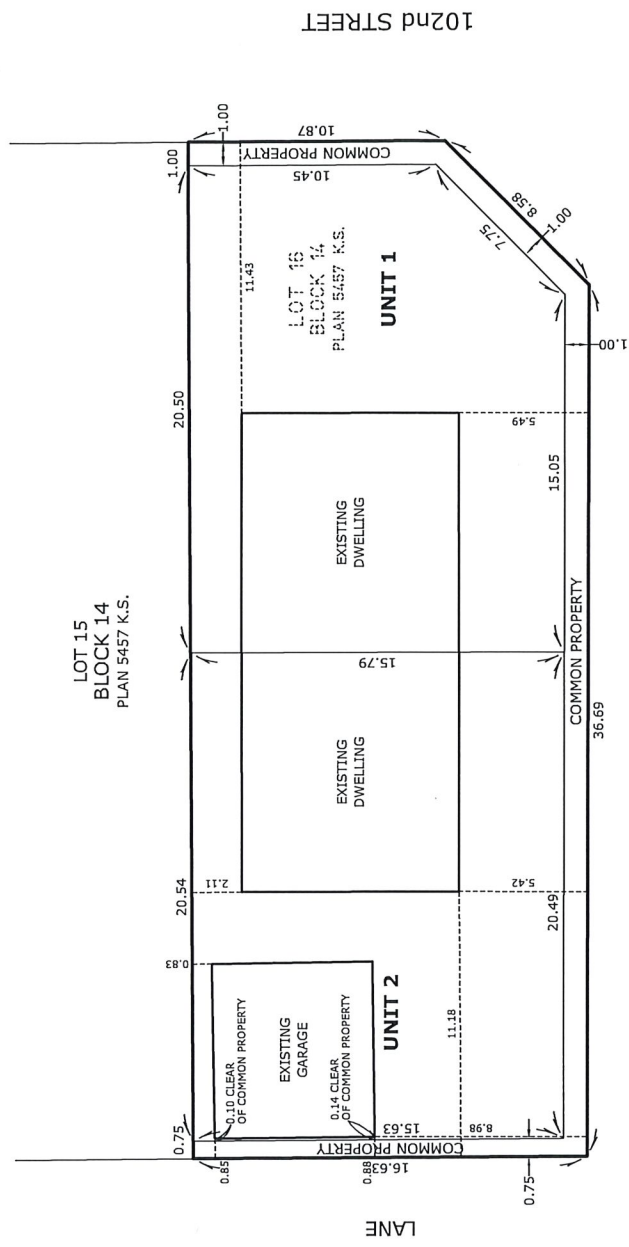 102nd STREET
1.00
10.87
1.00
COMMON PROPERTY
10.45
11.43
8.58
1.00
7.75
LOT 16
BLOCK 14
PLAN 5457 K.S.
UNIT 1
20.50
1.00
5.49
15.05
EXISTING
DWELLING
LOT 15
BLOCK 14
PLAN 5457 K.S.
15.79
COMMON PROPERTY
36.69
EXISTING
DWELLING
20.54
2.11
5.42
20.49
0.83
UNIT 2
EXISTING
GARAGE
0.10 CLEAR
OF COMMON PROPERTY
0.14 CLEAR
OF COMMON PROPERTY
11.18
15.63
8.98
0.75
COMMON PROPERTY
0.85
0.88
16.63
0.75
LANE